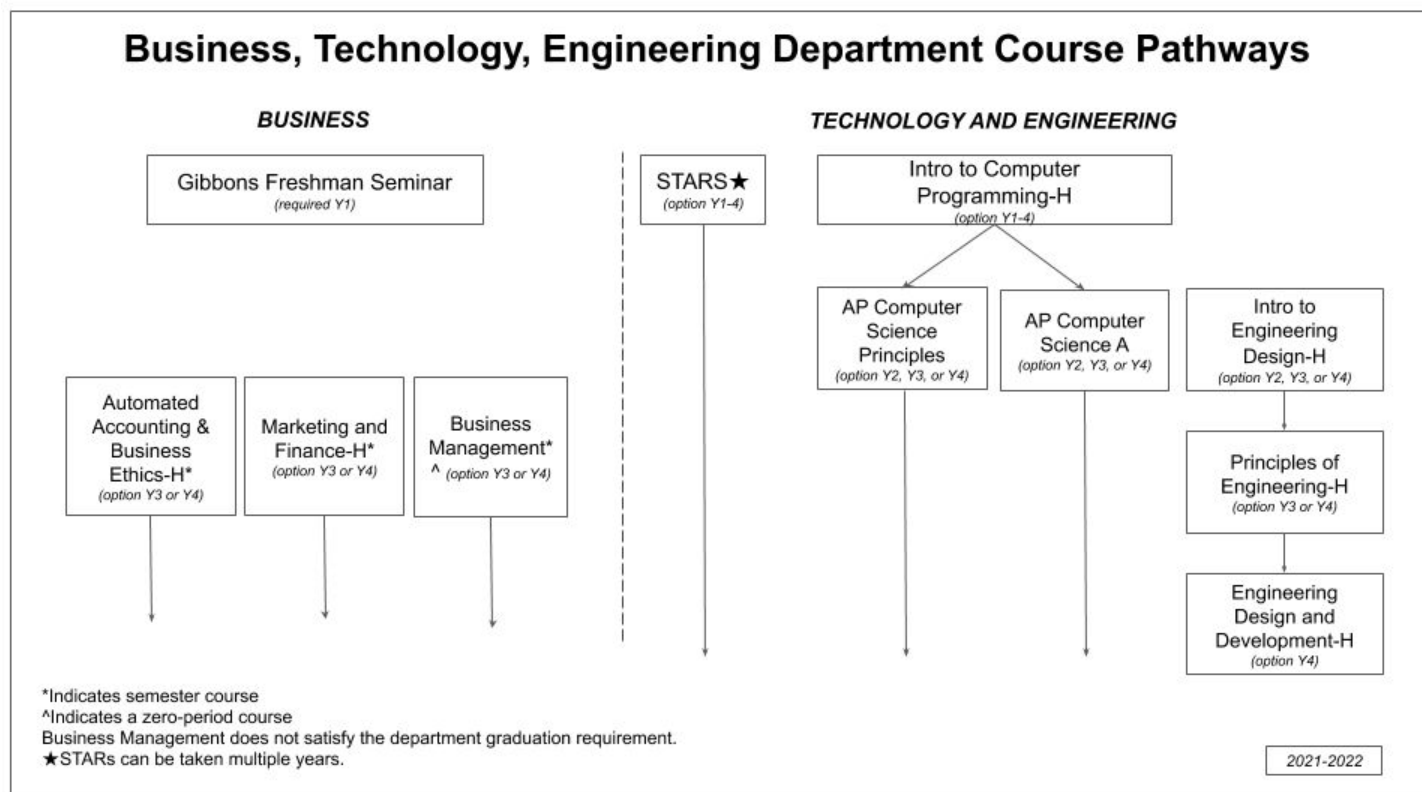 Business, Technology, Engineering Department Course Pathways
BUSINESS
TECHNOLOGY AND ENGINEERING
Gibbons Freshman Seminar
(required Y1)
STARS★
(option Y1-4)
Intro to Computer
Programming-H
(option Y1-4)
AP Computer
Science
Principles
(option Y2, Y3, or Y4)
AP Computer
Science A
(option Y2, Y3, or Y4)
Intro to
Engineering
Design-H
(option Y2, Y3, or Y4)
Automated
Accounting &
Business
Ethics-H*
(option Y3 or Y4)
Marketing and
Finance-H*
(option Y3 or Y4)
Business
Management*
^ (option Y3 or Y4)
Principles of
Engineering-H
(option Y3 or Y4)
Engineering
Design and
Development-H
(option Y4)
*Indicates semester course
^Indicates a zero-period course
Business Management does not satisfy the department graduation requirement.
★STARs can be taken multiple years.
2021-2022